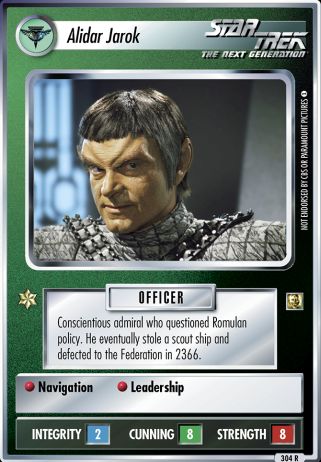 Alidar Jarok
STAR TREK
THE NEXT GENERATION
NOT ENDORSED BY CBS OR PARAMOUNT PICTURES
OFFICER
Conscientious admiral who questioned Romulan
policy. He eventually stole a scout ship and
defected to the Federation in 2366.
Navigation Leadership
INTEGRITY 2 CUNNING 8 STRENGTH 8
304 R